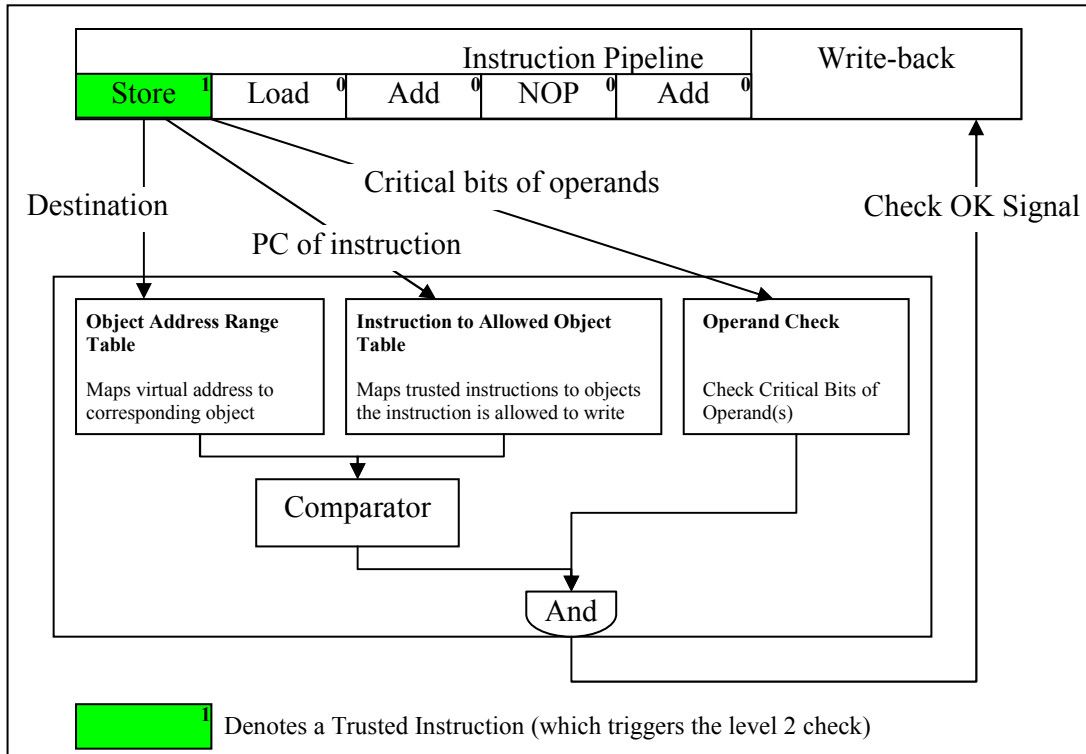 Instruction Pipeline
Write-back
Store 1
Load 0
Add 0
NOP 0
Add 0
Critical bits of operands
Destination
Check OK Signal
PC of instruction
Object Address Range
Table
Maps virtual address to
corresponding object
Instruction to Allowed Object
Table
Maps trusted instructions to objects
the instruction is allowed to write
Operand Check
Check Critical Bits of
Operand(s)
Comparator
And
1
Denotes a Trusted Instruction (which triggers the level 2 check)